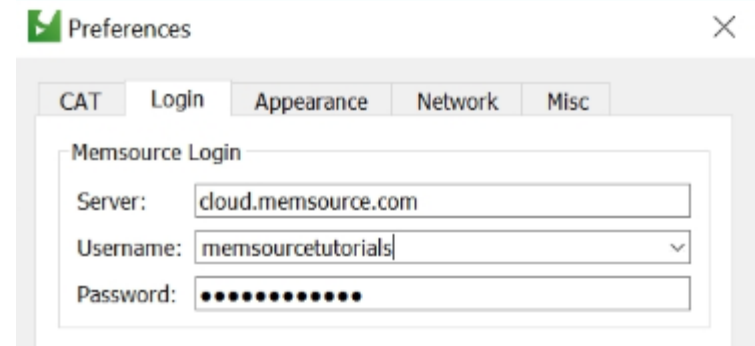 Preferences
CAT Login Appearance Network Misc
Memsource Login
Server: cloud.memsource.com
Username: memsourcetutorials
Password: ●●●●●●●●●●●●